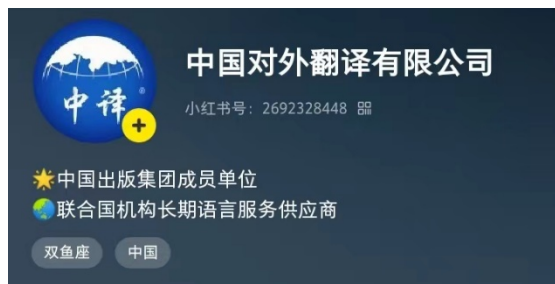 中译®
中国对外翻译有限公司
小红书号：2692328448
中国出版集团成员单位
联合国机构长期语言服务供应商
双鱼座
中国